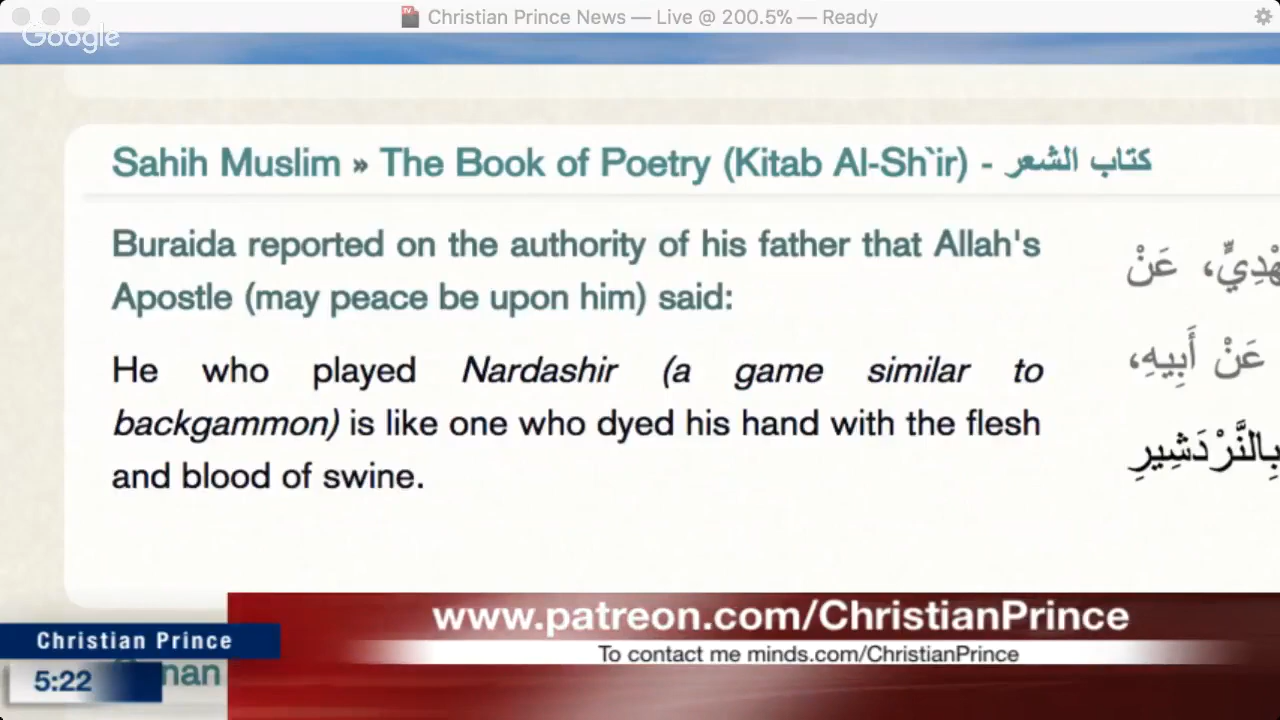 Christian Prince News — Live @ 200.5% — Ready
Google
Sahih Muslim » The Book of Poetry (Kitab Al-Sh`ir) - كتاب الشعر
Buraida reported on the authority of his father that Allah's
Apostle (may peace be upon him) said:
He who played Nardashir (a game similar to
backgammon) is like one who dyed his hand with the flesh
and blood of swine.
عَنْ
عَنْ أَبِيهِ،
بِالنَّرْدَشِيرِ
www.patreon.com/ChristianPrince
To contact me minds.com/ChristianPrince
Christian Prince
5:22